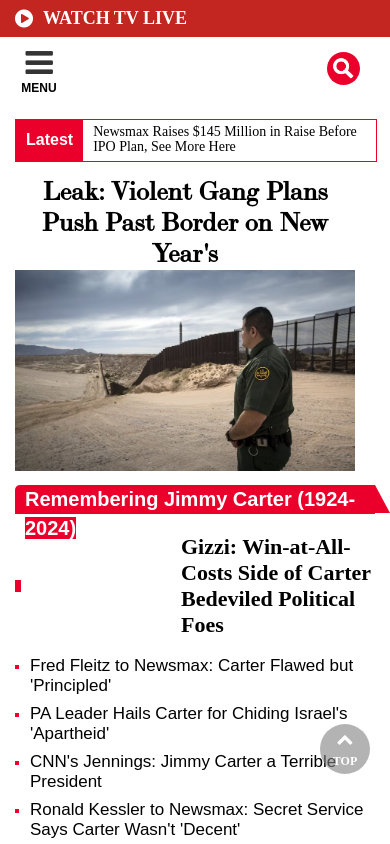 WATCH TV LIVE
MENU
Latest
Newsmax Raises $145 Million in Raise Before
IPO Plan, See More Here
Leak: Violent Gang Plans
Push Past Border on New
Year's
Remembering Jimmy Carter (1924-
2024)
Gizzi: Win-at-All-
Costs Side of Carter
Bedeviled Political
Foes
Fred Fleitz to Newsmax: Carter Flawed but
'Principled'
PA Leader Hails Carter for Chiding Israel's
'Apartheid'
CNN's Jennings: Jimmy Carter a Terrible
President
TOP
Ronald Kessler to Newsmax: Secret Service
Says Carter Wasn't 'Decent'